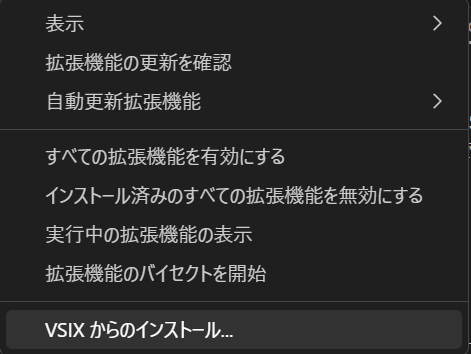 表示
拡張機能の更新を確認
自動更新拡張機能
すべての拡張機能を有効にする
インストール済みのすべての拡張機能を無効にする
実行中の拡張機能の表示
拡張機能のバイセクトを開始
VSIX からのインストール...